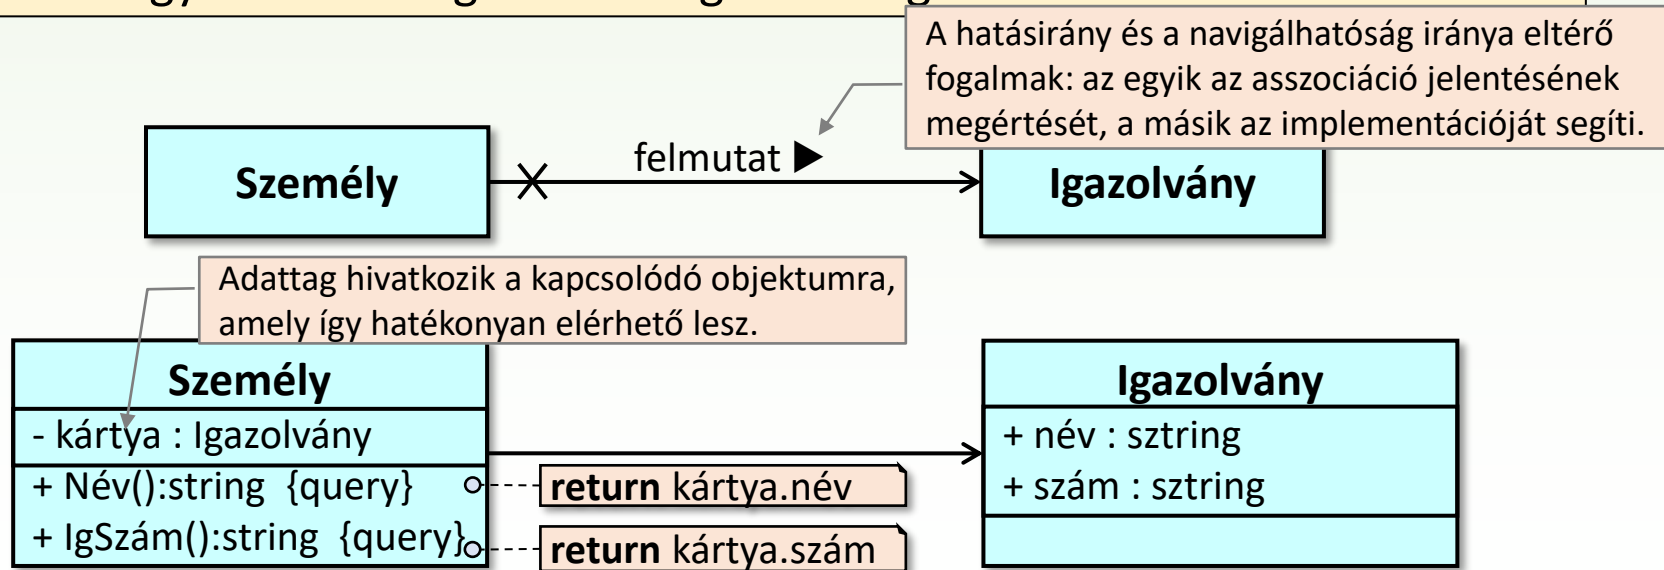 A hatásirány és a navigálhatóság iránya eltérő
fogalmak: az egyik az asszociáció jelentésének
megértését, a másik az implementációját segíti.
felmutat ▶
Személy
Igazolvány
Adattag hivatkozik a kapcsolódó objektumra,
amely így hatékonyan elérhető lesz.
Személy
- kártya : Igazolvány
+ Név():string {query}
+ IgSzám():string {query}
return kártya.név
return kártya.szám
Igazolvány
+ név : sztring
+ szám : sztring